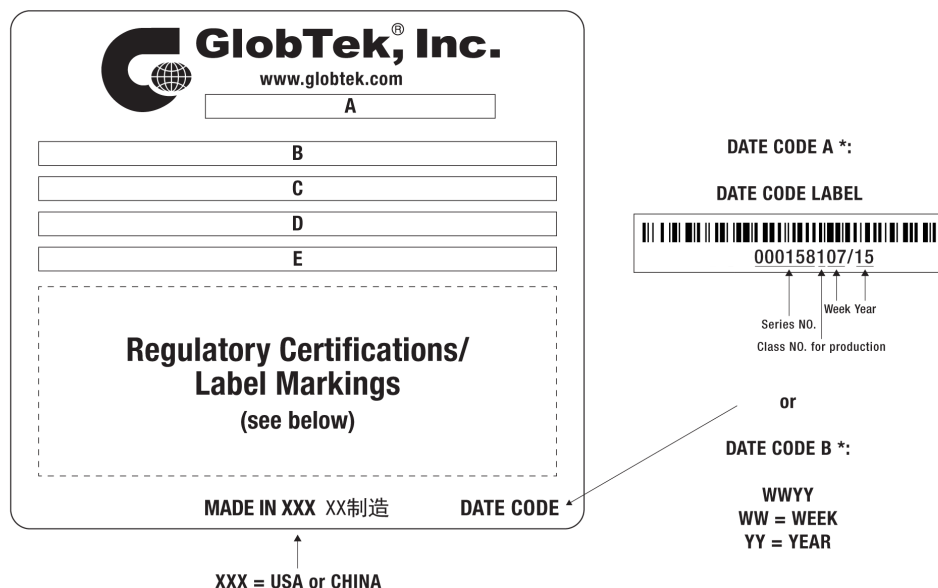 GlobTek,® Inc.
www.globtek.com
A
B
C
D
E
Regulatory Certifications/
Label Markings
(see below)
MADE IN XXX XX制造 DATE CODE
XXX = USA or CHINA
DATE CODE A *:
DATE CODE LABEL
000158107/15
Week Year
Series NO.
Class NO. for production
or
DATE CODE B *:
WWYY
WW = WEEK
YY = YEAR